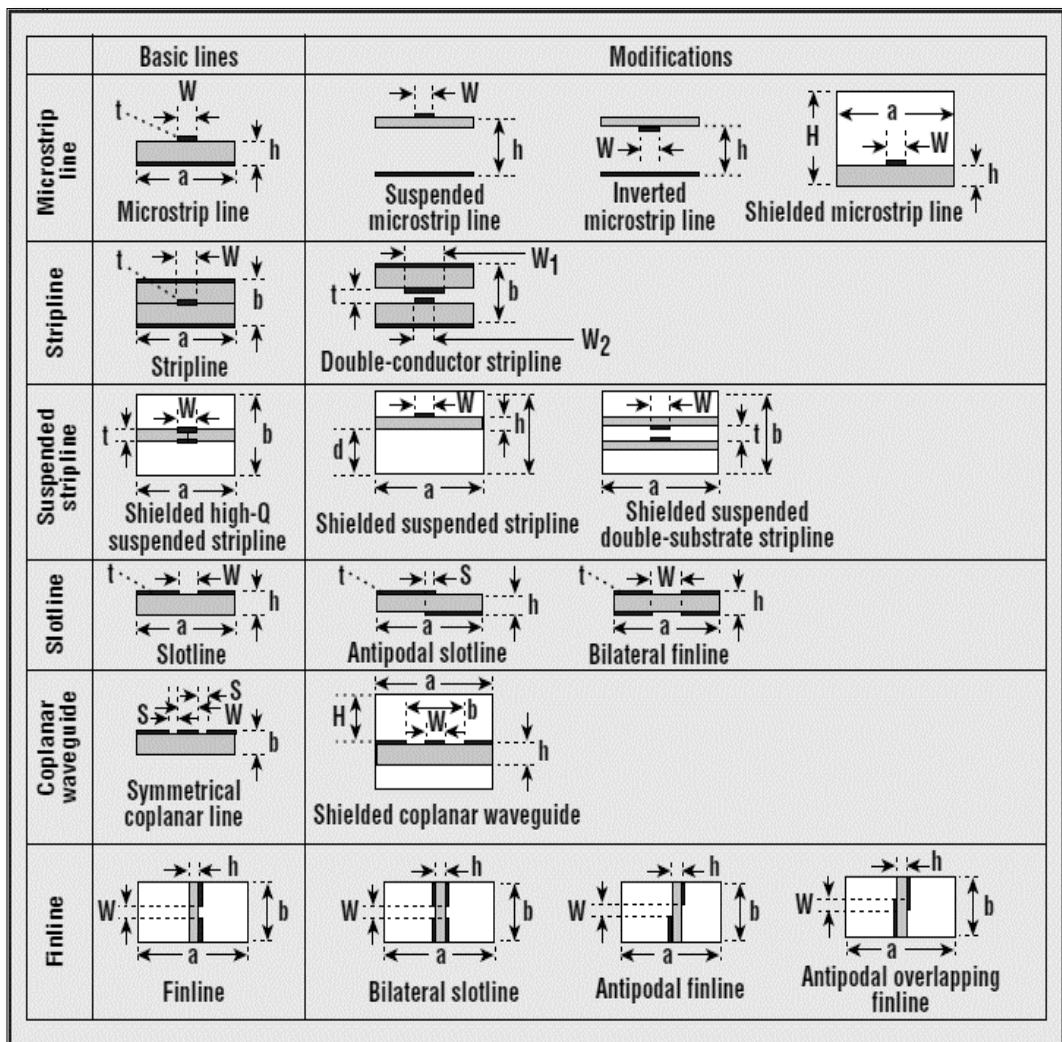 Basic lines
Modifications
Microstrip
line
W
t
h
a
Microstrip line
W
h
Suspended
microstrip line
W
h
Inverted
microstrip line
H
a
W
h
Shielded microstrip line
Stripline
t
W
b
a
Stripline
W1
t
b
W2
Double-conductor stripline
Suspended
stripline
W
t
b
a
Shielded high-Q
suspended stripline
W
h
d
a
Shielded suspended stripline
W
t
b
a
Shielded suspended
double-substrate stripline
Slotline
t
W
h
a
Slotline
t
S
h
a
Antipodal slotline
W
h
a
Bilateral finline
Coplanar
waveguide
S
S
W
b
Symmetrical
coplanar line
a
H
b
W
h
Shielded coplanar waveguide
Finline
h
W
b
a
Finline
h
W
b
a
Bilateral slotline
h
W
b
a
Antipodal finline
h
W
b
a
Antipodal overlapping
finline